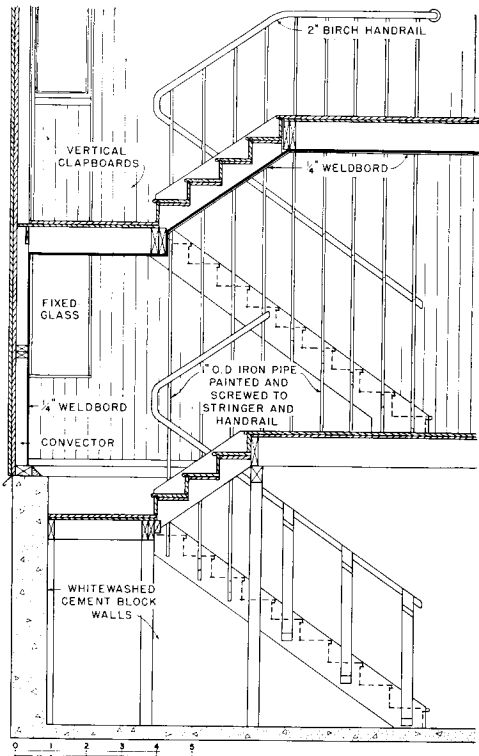 2" BIRCH HANDRAIL
VERTICAL
CLAPBOARDS
¼" WELDBORD
FIXED
GLASS
" O.D IRON PIPE
PAINTED AND
SCREWED TO
STRINGER AND
HANDRAIL
¼" WELDBORD
CONVECTOR
WHITEWASHED
CEMENT BLOCK
WALLS
0 1 2 3 4 5